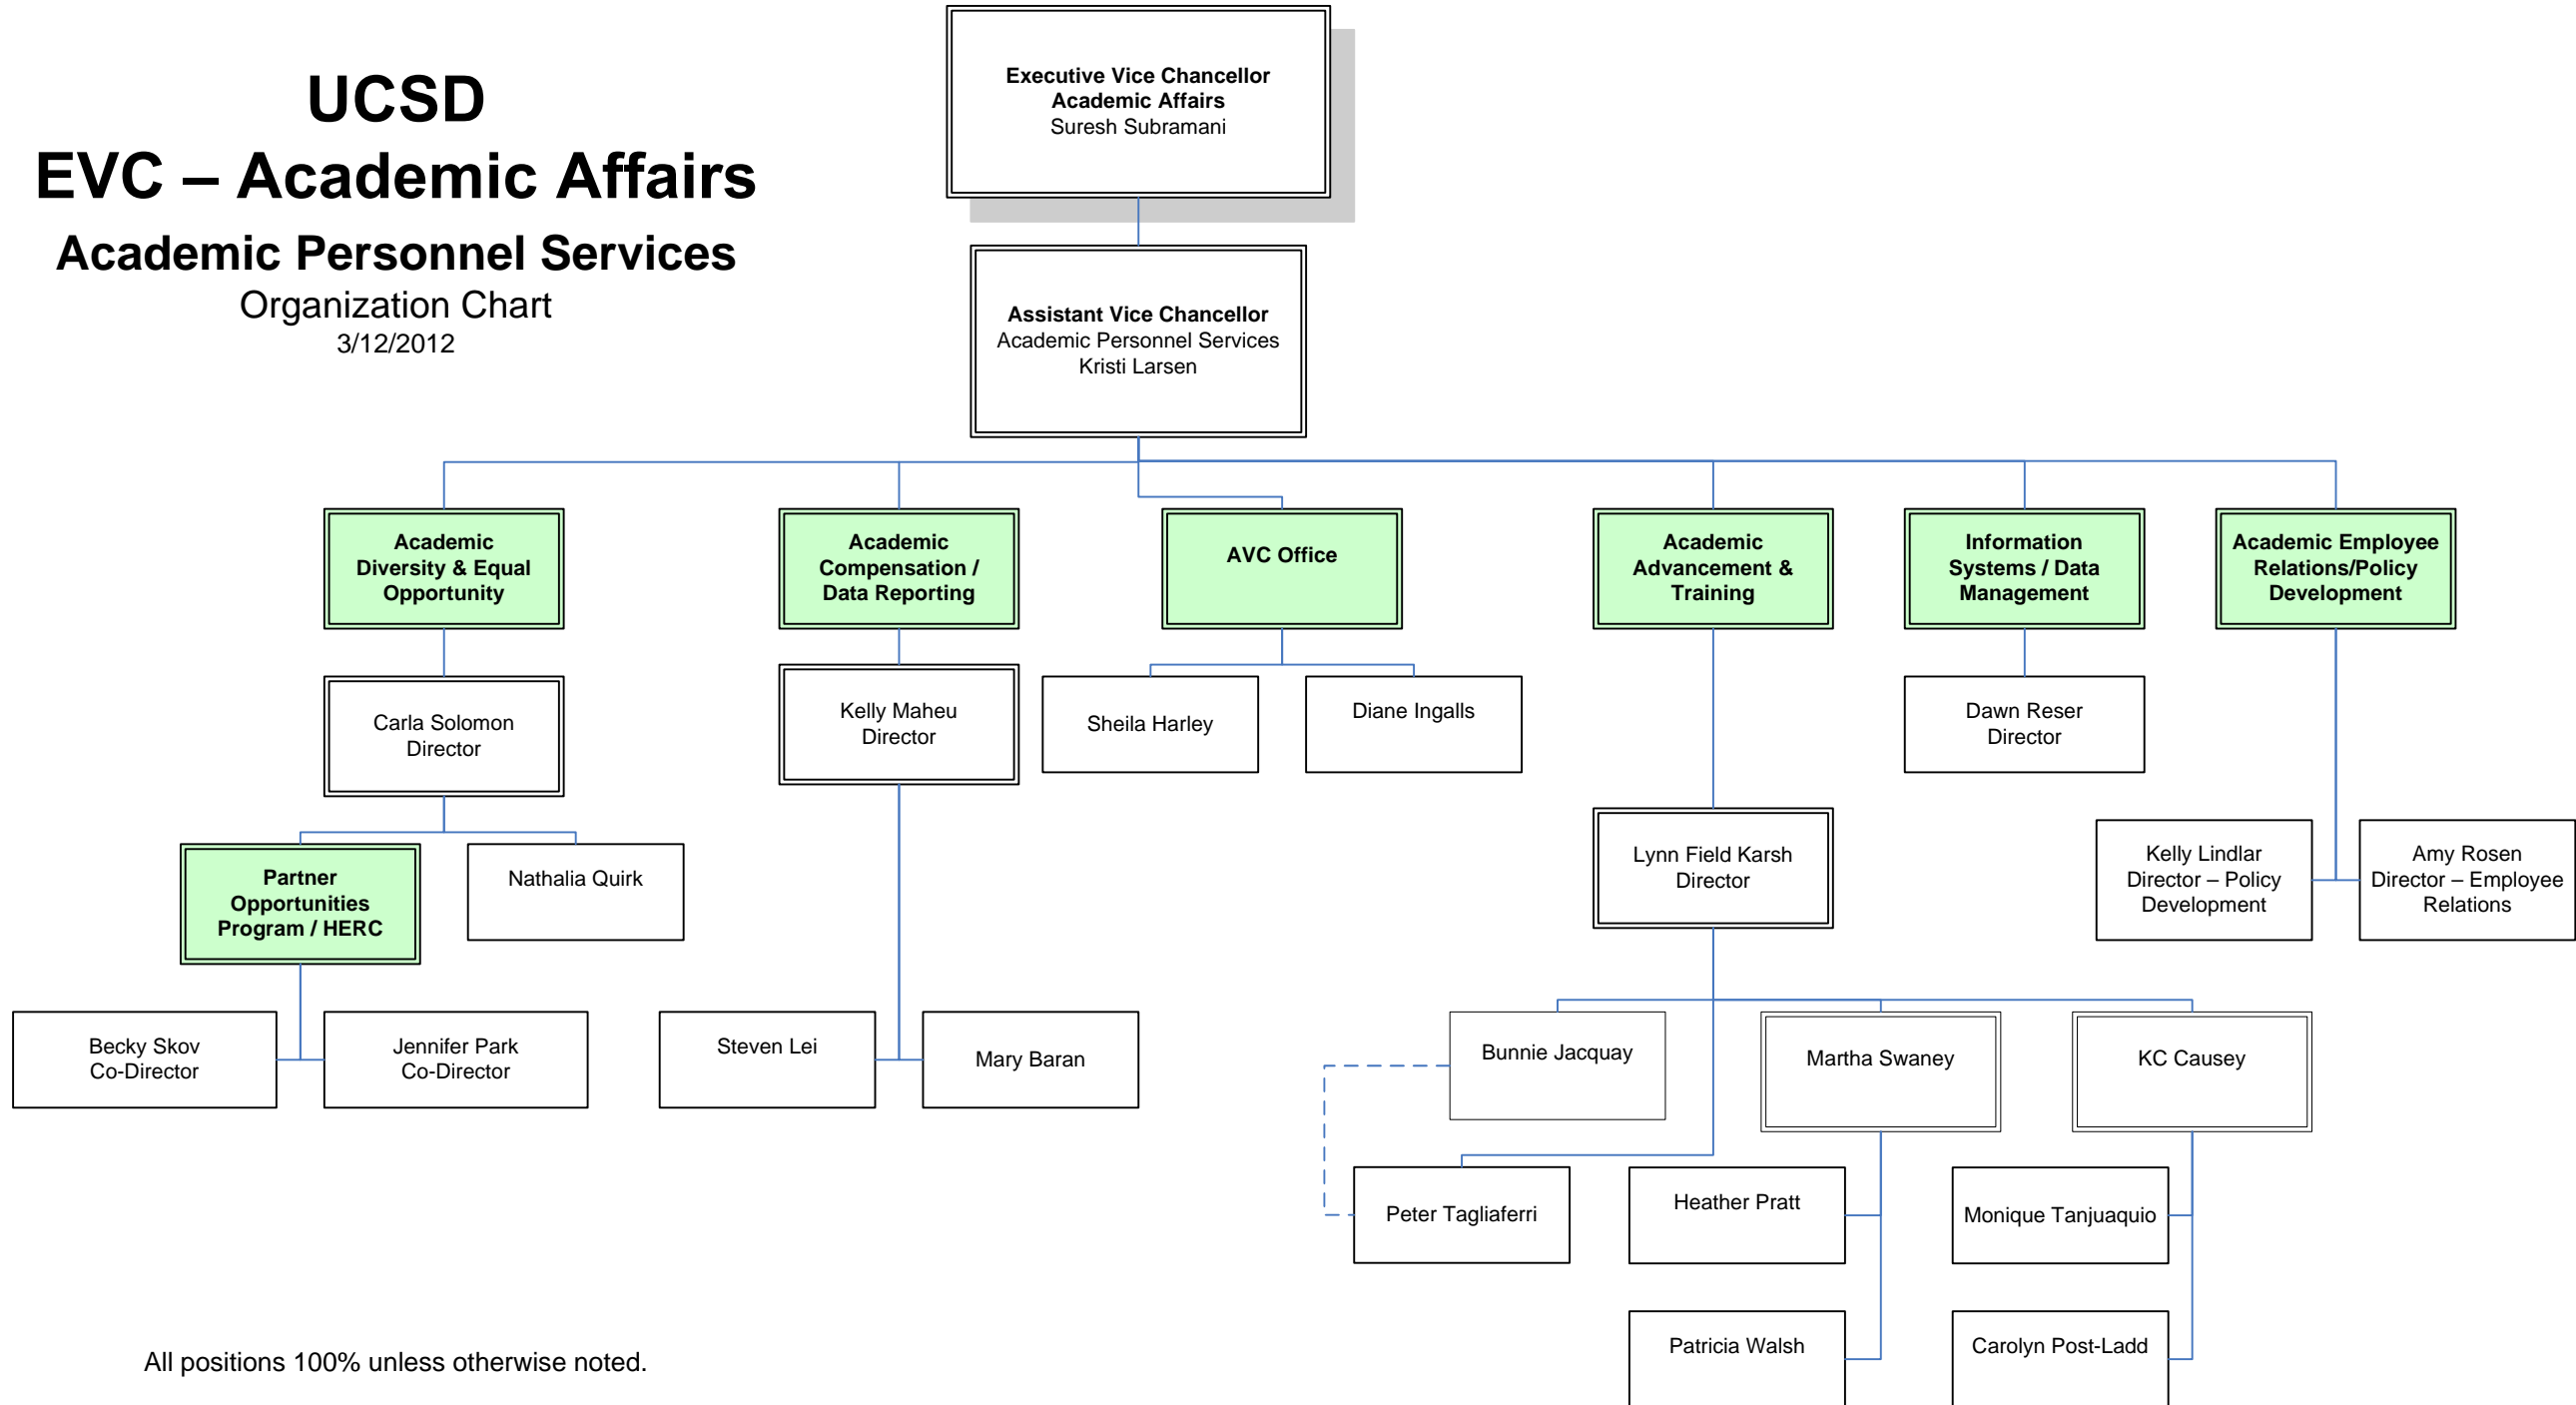 UCSD
EVC – Academic Affairs
Academic Personnel Services
Organization Chart
3/12/2012
Executive Vice Chancellor
Academic Affairs
Suresh Subramani
Assistant Vice Chancellor
Academic Personnel Services
Kristi Larsen
Academic
Diversity & Equal
Opportunity
Academic
Compensation /
Data Reporting
AVC Office
Academic
Advancement &
Training
Information
Systems / Data
Management
Academic Employee
Relations/Policy
Development
Carla Solomon
Director
Kelly Maheu
Director
Sheila Harley
Diane Ingalls
Dawn Reser
Director
Lynn Field Karsh
Director
Kelly Lindlar
Director – Policy
Development
Amy Rosen
Director – Employee
Relations
Partner
Opportunities
Program / HERC
Nathalia Quirk
Becky Skov
Co-Director
Jennifer Park
Co-Director
Steven Lei
Mary Baran
Bunnie Jacquay
Martha Swaney
KC Causey
Peter Tagliaferri
Heather Pratt
Monique Tanjuaquio
Patricia Walsh
Carolyn Post-Ladd
All positions 100% unless otherwise noted.